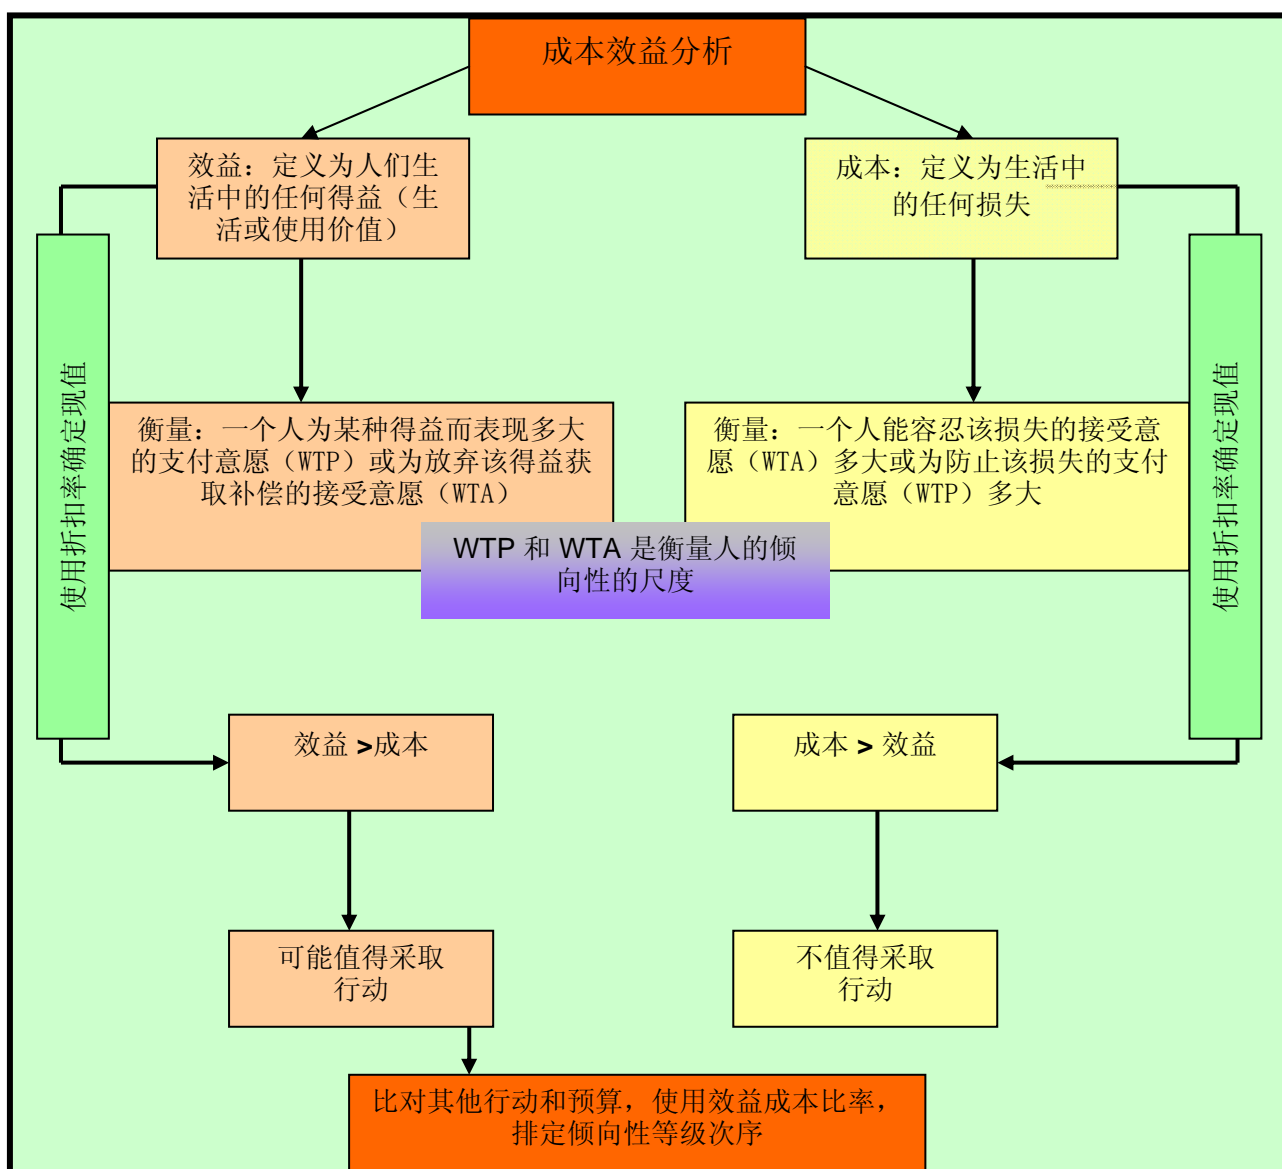 成本效益分析
效益：定义为人们生
活中的任何得益（生
活或使用价值）
成本：定义为生活中
的任何损失
使用折扣率确定现值
使用折扣率确定现值
衡量：一个人为某种得益而表现多大
的支付意愿（WTP）或为放弃该得益获
取补偿的接受意愿（WTA）
衡量：一个人能容忍该损失的接受意
愿（WTA）多大或为防止该损失的支付
意愿（WTP）多大
WTP 和 WTA 是衡量人的倾
向性的尺度
效益 >成本
成本 > 效益
可能值得采取
行动
不值得采取
行动
比对其他行动和预算，使用效益成本比率，
排定倾向性等级次序